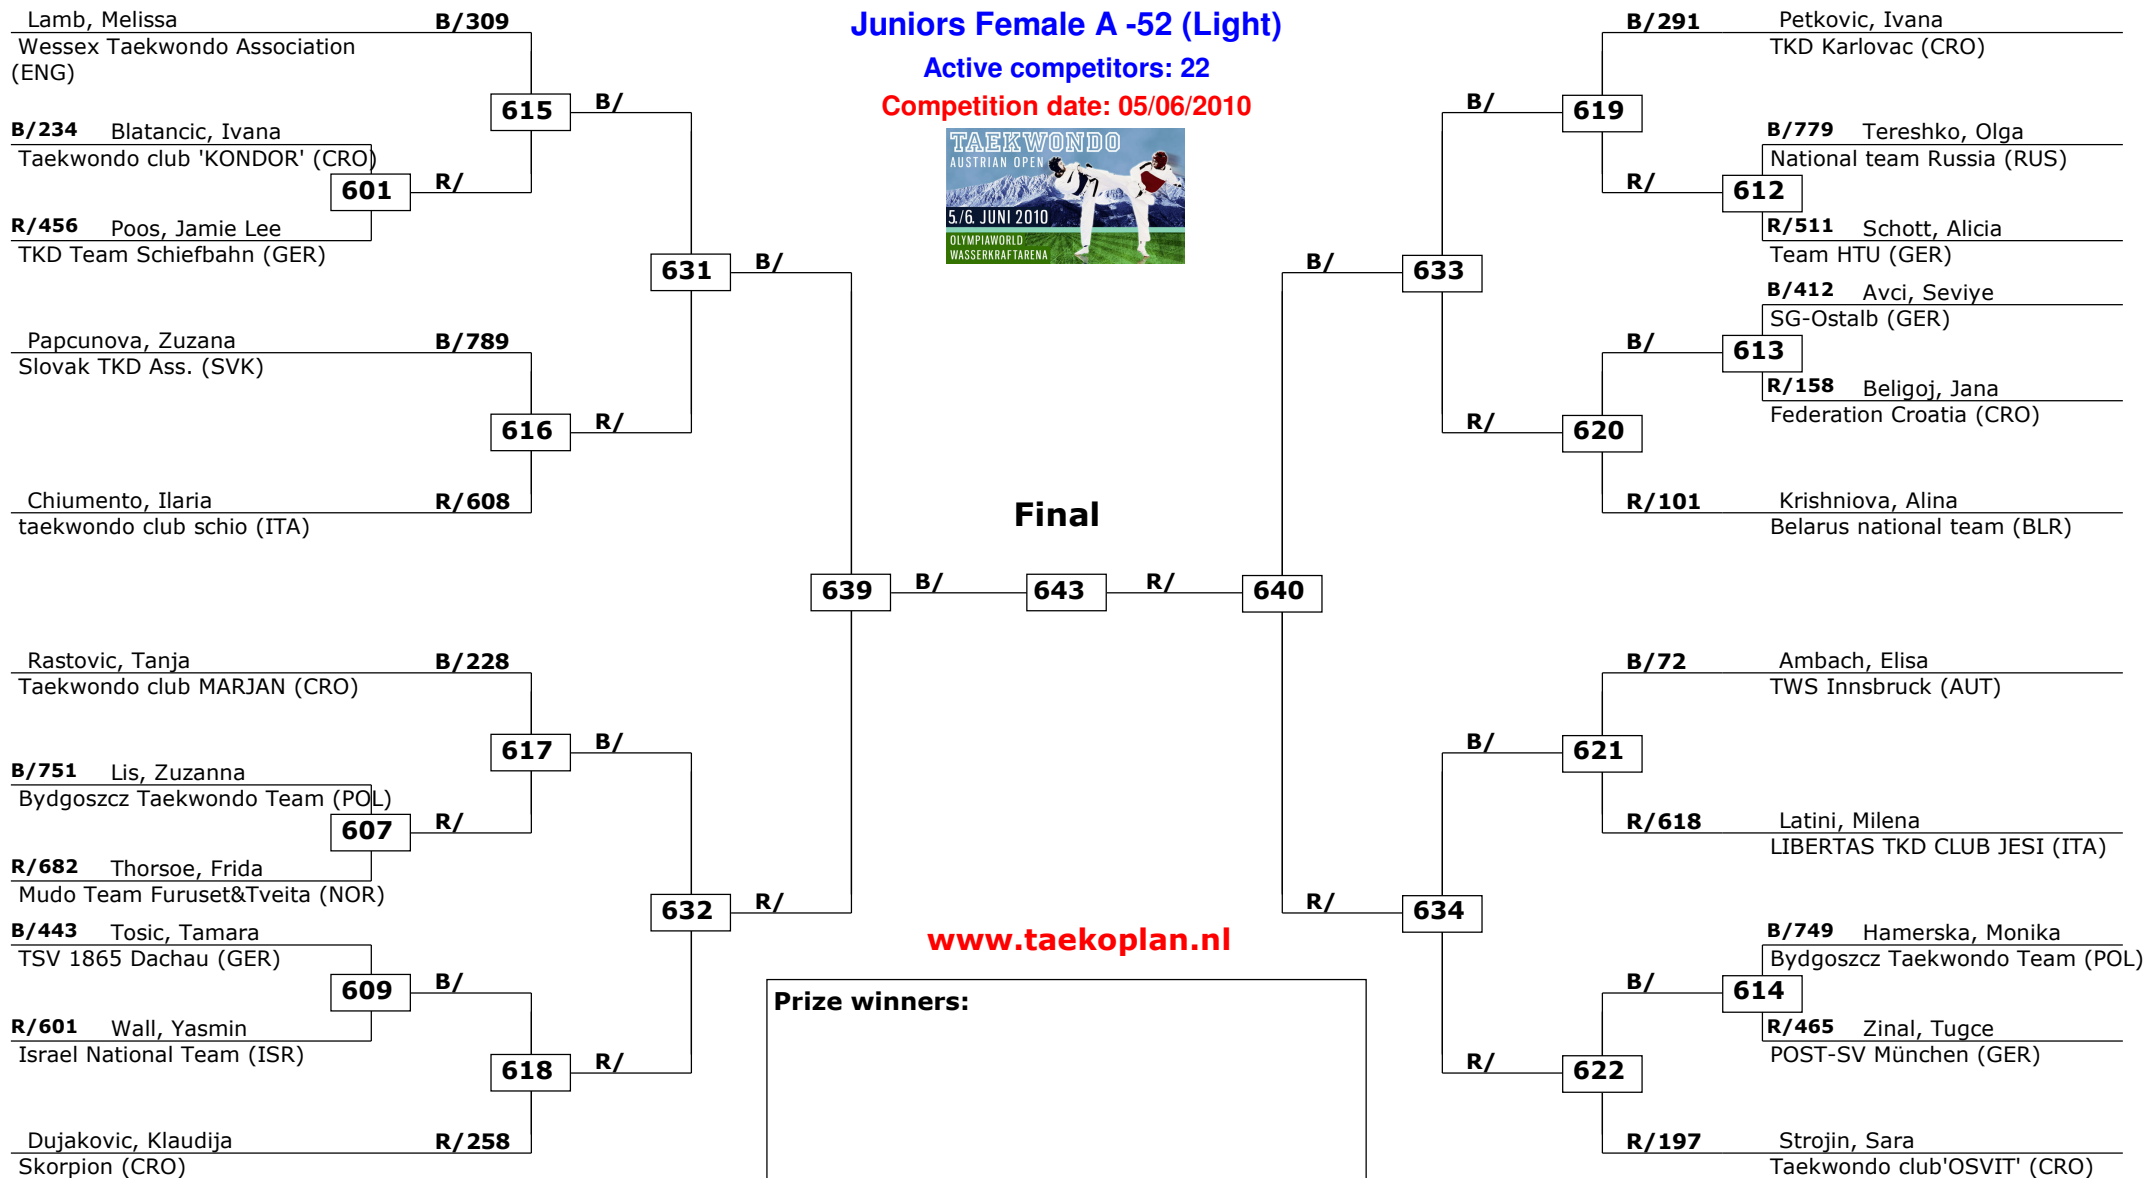 Juniors Female A -52 (Light)
Active competitors: 22
Competition date: 05/06/2010
TAEKWONDO
AUSTRIAN OPEN
5./6. JUNI 2010
OLYMPIAWORLD
WASSERKRAFTARENA
Lamb, Melissa B/309
Wessex Taekwondo Association
(ENG)
615 B/
B/234 Blatancic, Ivana
Taekwondo club 'KONDOR' (CRO)
601 R/
R/456 Poos, Jamie Lee
TKD Team Schiefbahn (GER)
631 B/
Papcunova, Zuzana B/789
Slovak TKD Ass. (SVK)
616 R/
Chiumento, Ilaria R/608
taekwondo club schio (ITA)
639 B/
Rastovic, Tanja B/228
Taekwondo club MARJAN (CRO)
617 B/
B/751 Lis, Zuzanna
Bydgoszcz Taekwondo Team (POL)
607 R/
R/682 Thorsoe, Frida
Mudo Team Furuset&Tveita (NOR)
632 R/
B/443 Tosic, Tamara
TSV 1865 Dachau (GER)
609 B/
R/601 Wall, Yasmin
Israel National Team (ISR)
618 R/
Dujakovic, Klaudija R/258
Skorpion (CRO)
Final
643
B/291 Petkovic, Ivana
TKD Karlovac (CRO)
B/ 619
B/779 Tereshko, Olga
National team Russia (RUS)
R/ 612
R/511 Schott, Alicia
Team HTU (GER)
B/ 633
B/412 Avci, Seviye
SG-Ostalb (GER)
B/ 613
R/158 Beligoj, Jana
Federation Croatia (CRO)
R/ 620
R/101 Krishniova, Alina
Belarus national team (BLR)
R/ 640
B/72 Ambach, Elisa
TWS Innsbruck (AUT)
B/ 621
R/618 Latini, Milena
LIBERTAS TKD CLUB JESI (ITA)
R/ 634
B/749 Hamerska, Monika
Bydgoszcz Taekwondo Team (POL)
B/ 614
R/465 Zinal, Tugce
POST-SV München (GER)
R/ 622
R/197 Strojin, Sara
Taekwondo club'OSVIT' (CRO)
www.taekoplan.nl
Prize winners: